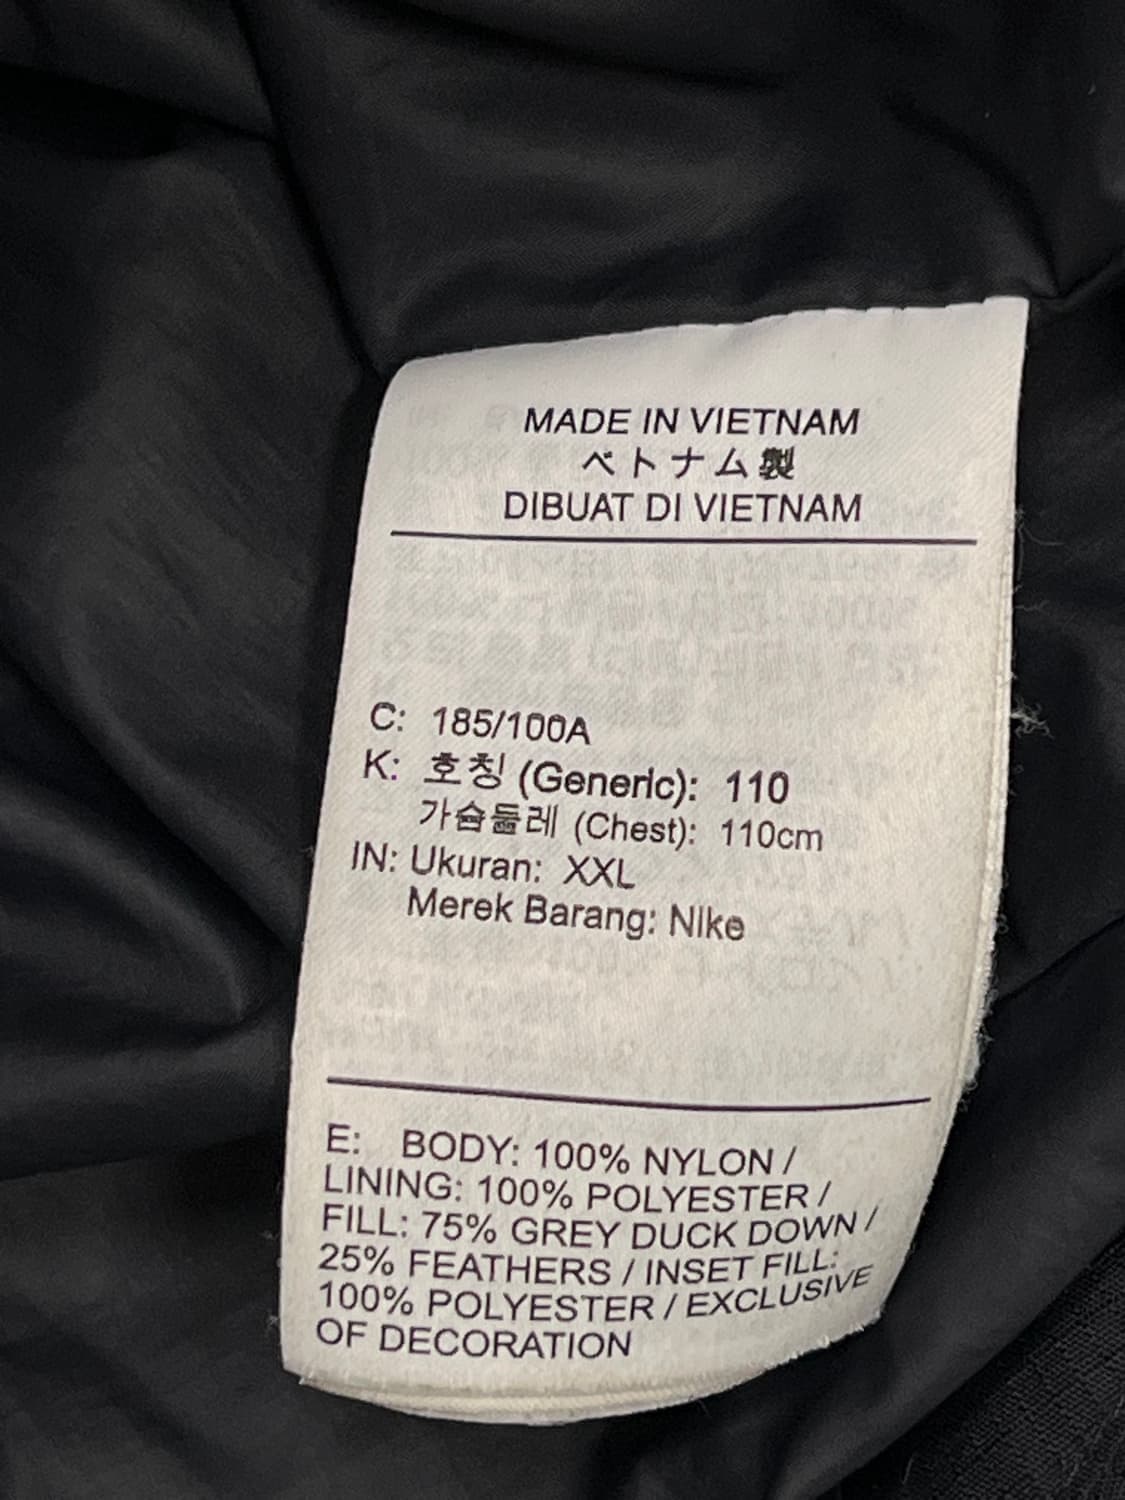 MADE IN VIETNAM
ベトナム製
DIBUAT DI VIETNAM
C: 185/100A
K: 호칭 (Generic): 110
가슴둘레 (Chest): 110cm
IN: Ukuran: XXL
Merek Barang: Nike
E: BODY: 100% NYLON /
LINING: 100% POLYESTER /
FILL: 75% GREY DUCK DOWN /
25% FEATHERS / INSET FILL:
100% POLYESTER / EXCLUSIVE
OF DECORATION